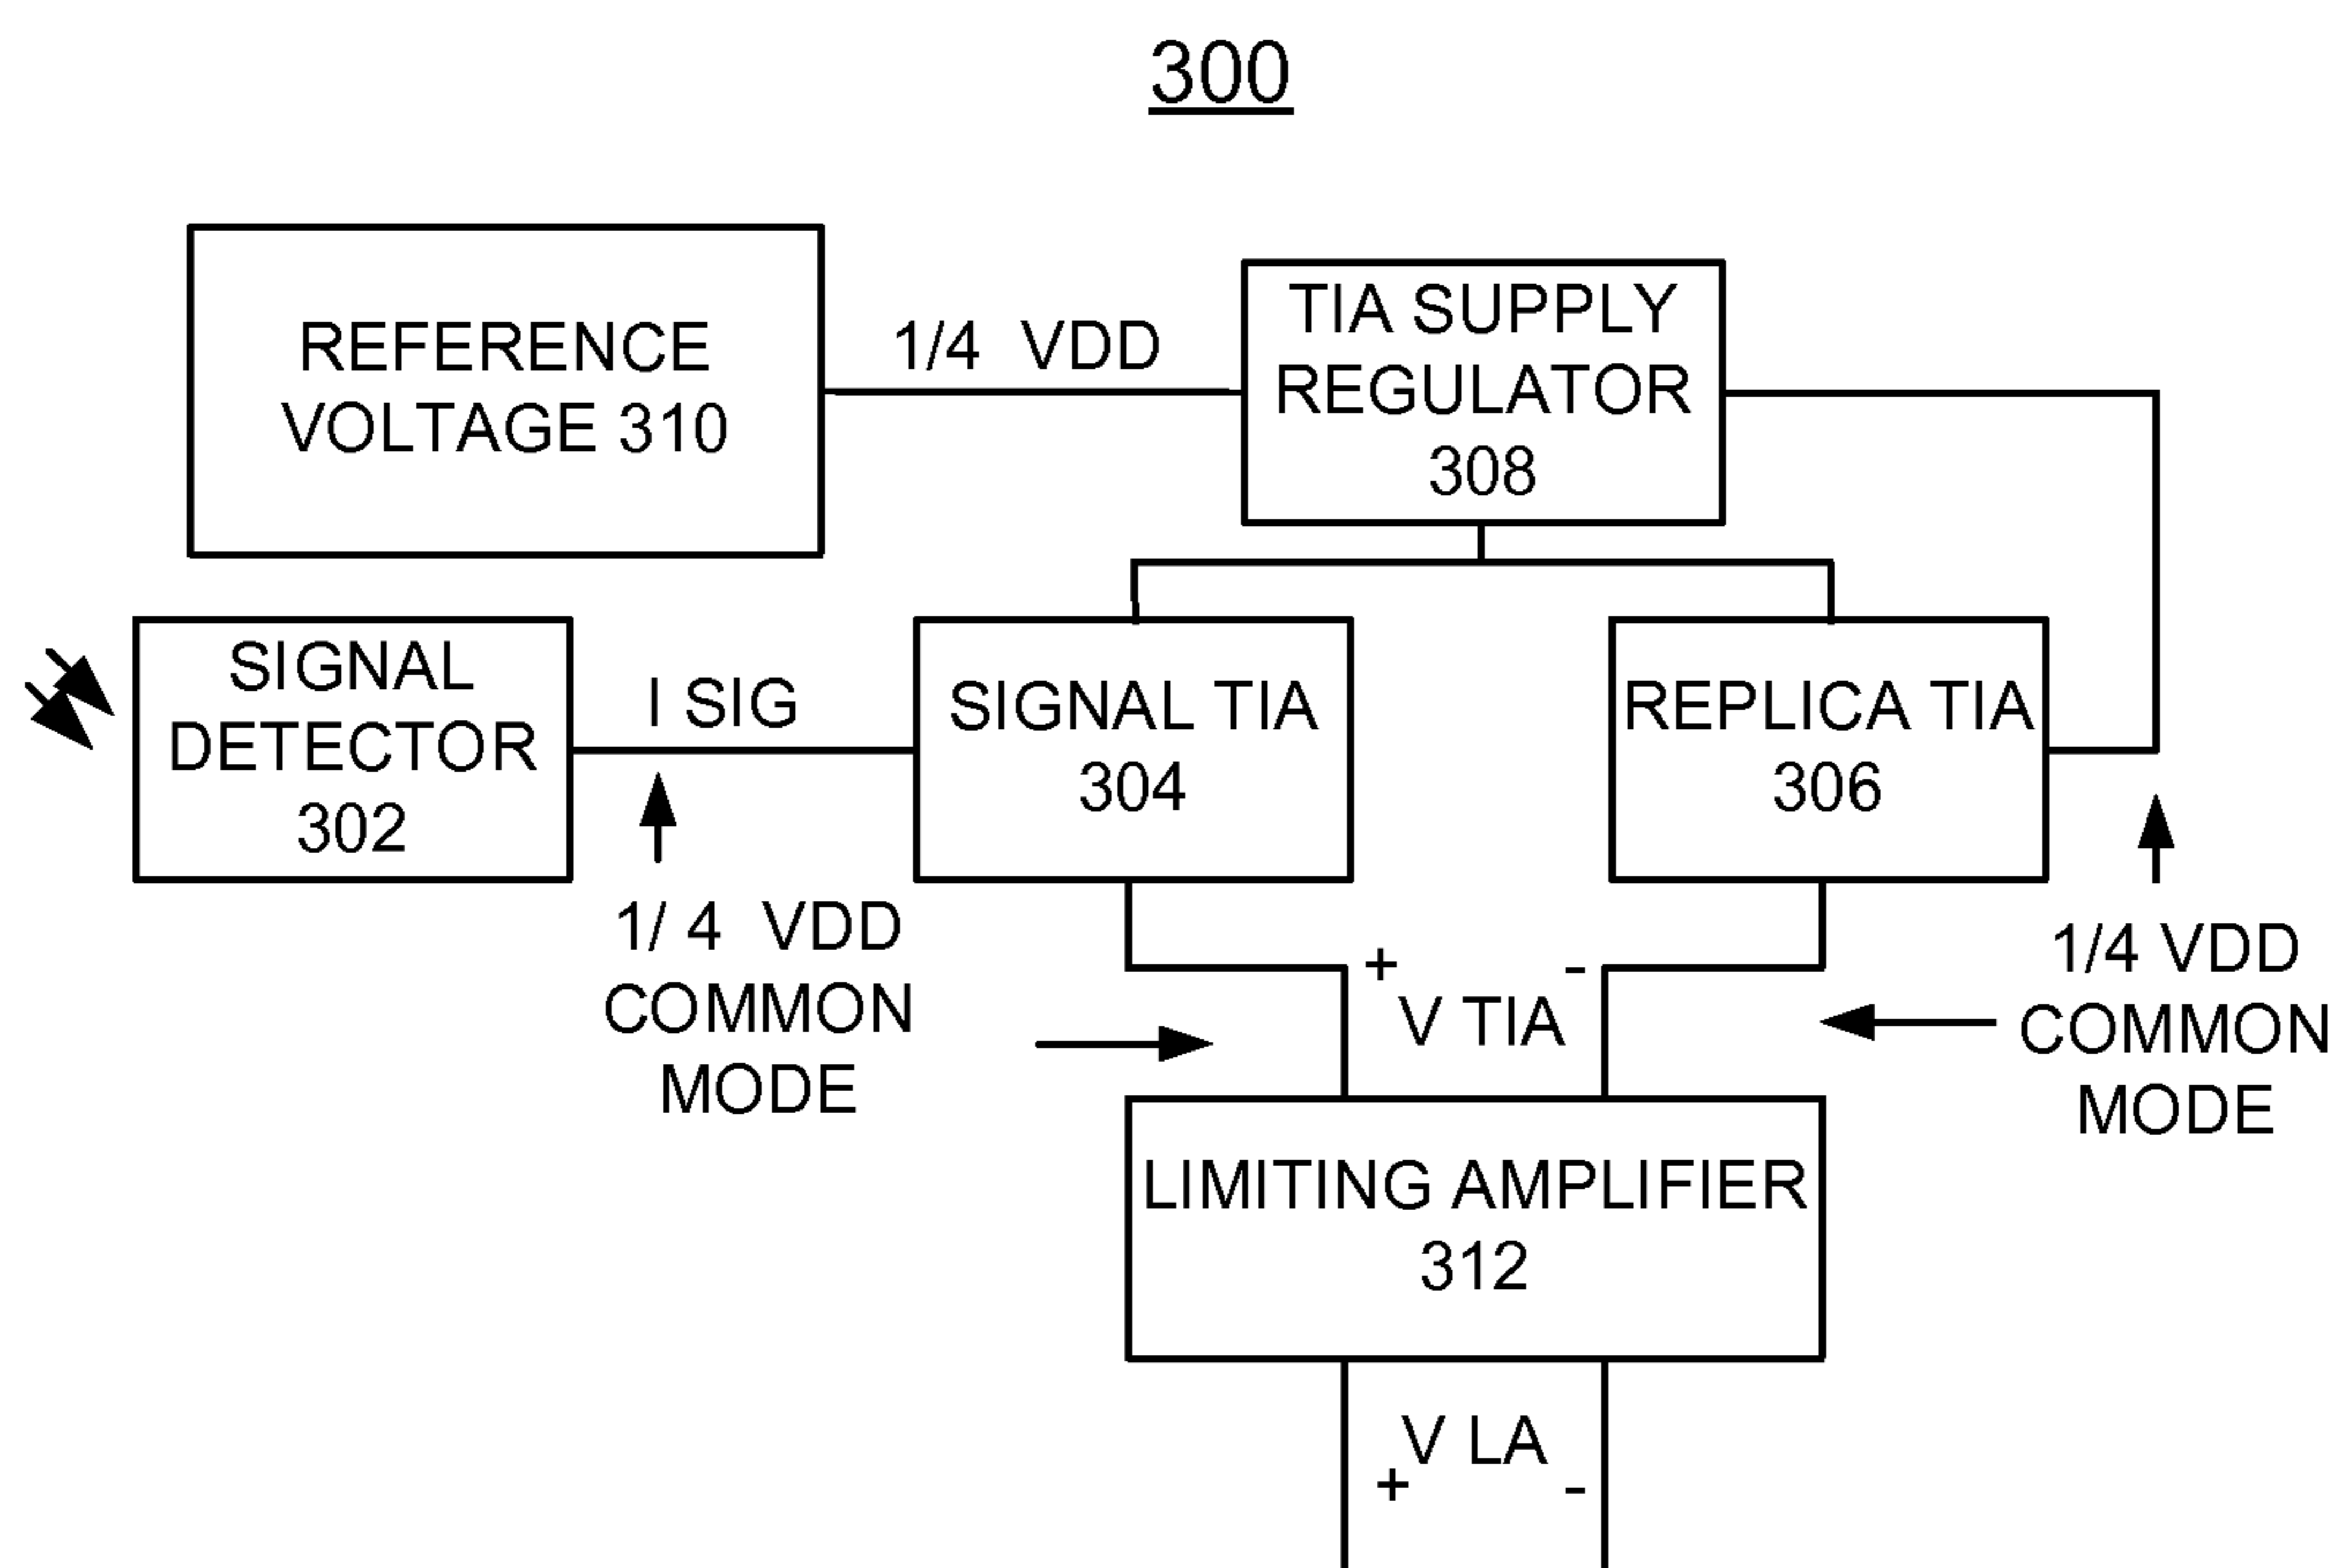 300
REFERENCE
VOLTAGE 310
1/4 VDD
TIA SUPPLY
REGULATOR
308
SIGNAL
DETECTOR
302
I SIG
SIGNAL TIA
304
REPLICA TIA
306
1/ 4 VDD
COMMON
MODE
+ -
V TIA
1/4 VDD
COMMON
MODE
LIMITING AMPLIFIER
312
V LA
+ -